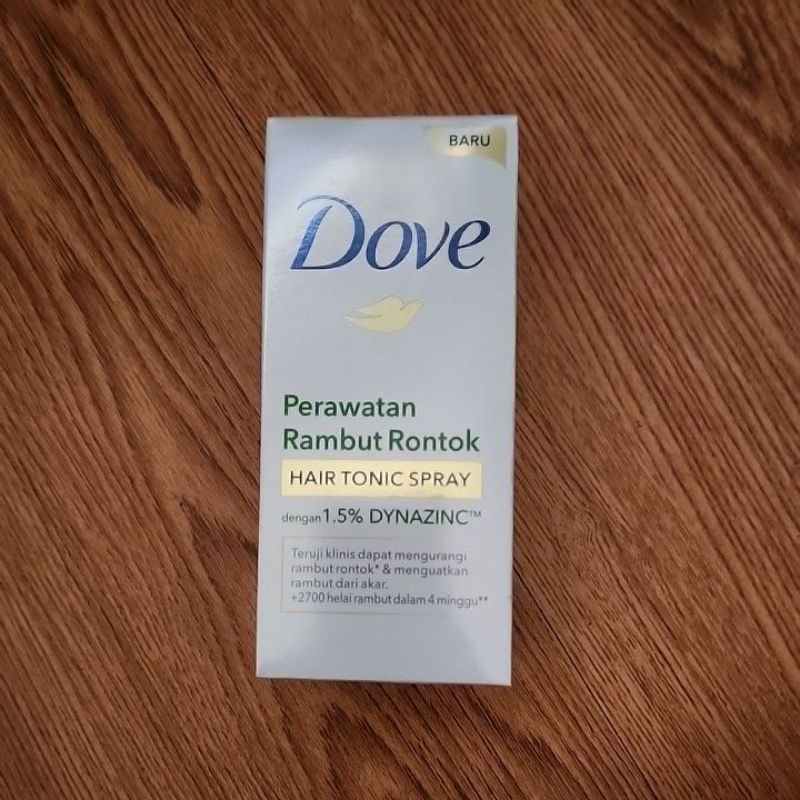 BARU
Dove
Perawatan
Rambut Rontok
HAIR TONIC SPRAY
dengan 1.5% DYNAZINC™
Teruji klinis dapat mengurangi
rambut rontok* & menguatkan
rambut dari akar.
+2700 helai rambut dalam 4 minggu**